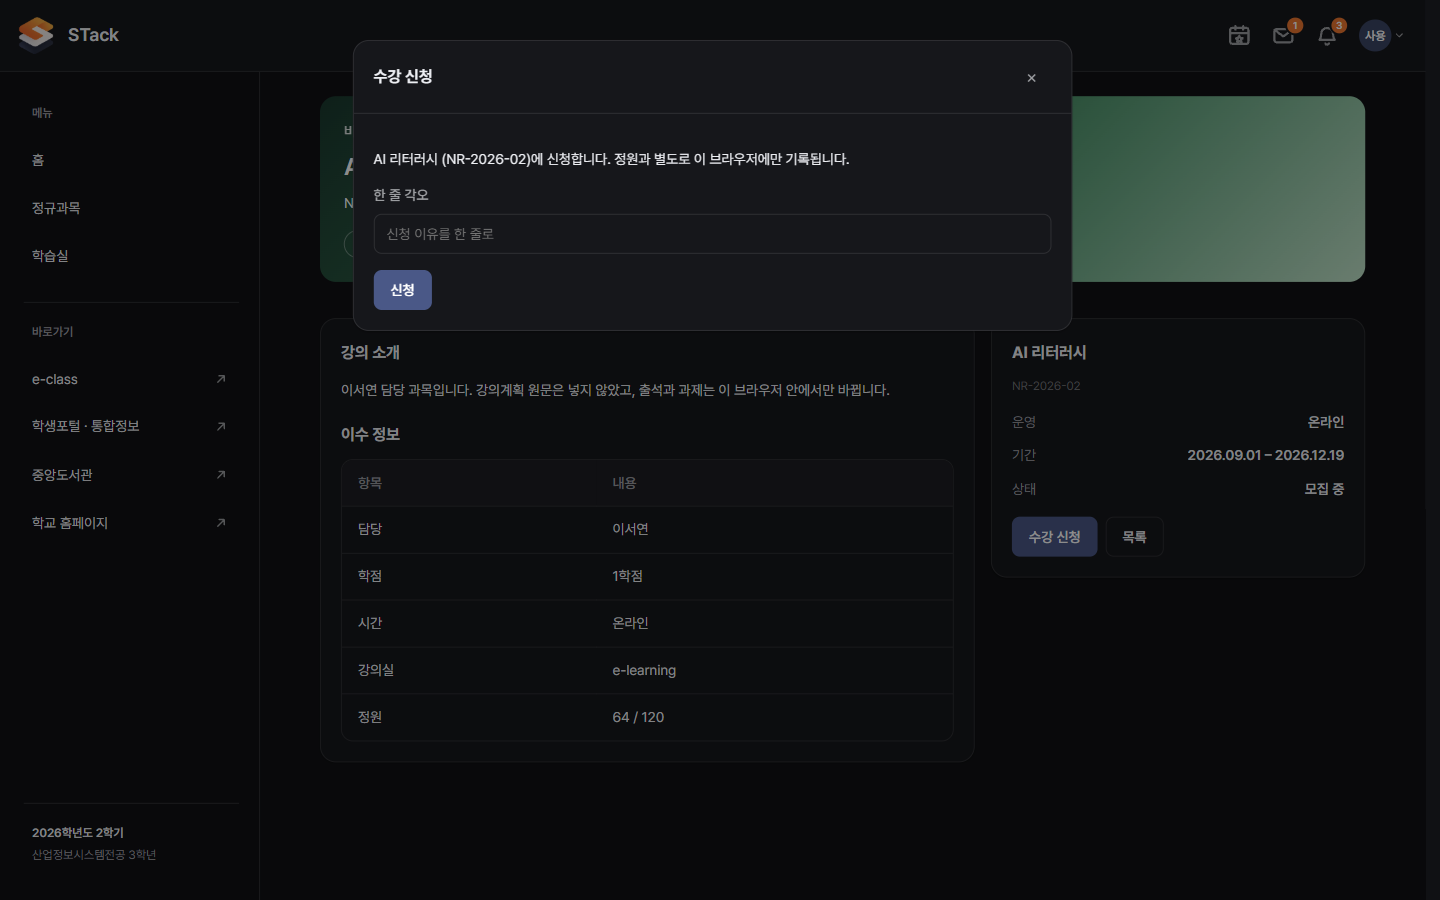 STack
1
3
사용
메뉴
홈
정규과목
학습실
바로가기
e-class
학생포털 · 통합정보
중앙도서관
학교 홈페이지
2026학년도 2학기
산업정보시스템전공 3학년
수강 신청
×
AI 리터러시 (NR-2026-02)에 신청합니다. 정원과 별도로 이 브라우저에만 기록됩니다.
한 줄 각오
신청 이유를 한 줄로
신청
강의 소개
이서연 담당 과목입니다. 강의계획 원문은 넣지 않았고, 출석과 과제는 이 브라우저 안에서만 바뀝니다.
이수 정보
항목 내용
담당 이서연
학점 1학점
시간 온라인
강의실 e-learning
정원 64 / 120
AI 리터러시
NR-2026-02
운영 온라인
기간 2026.09.01 – 2026.12.19
상태 모집 중
수강 신청 목록